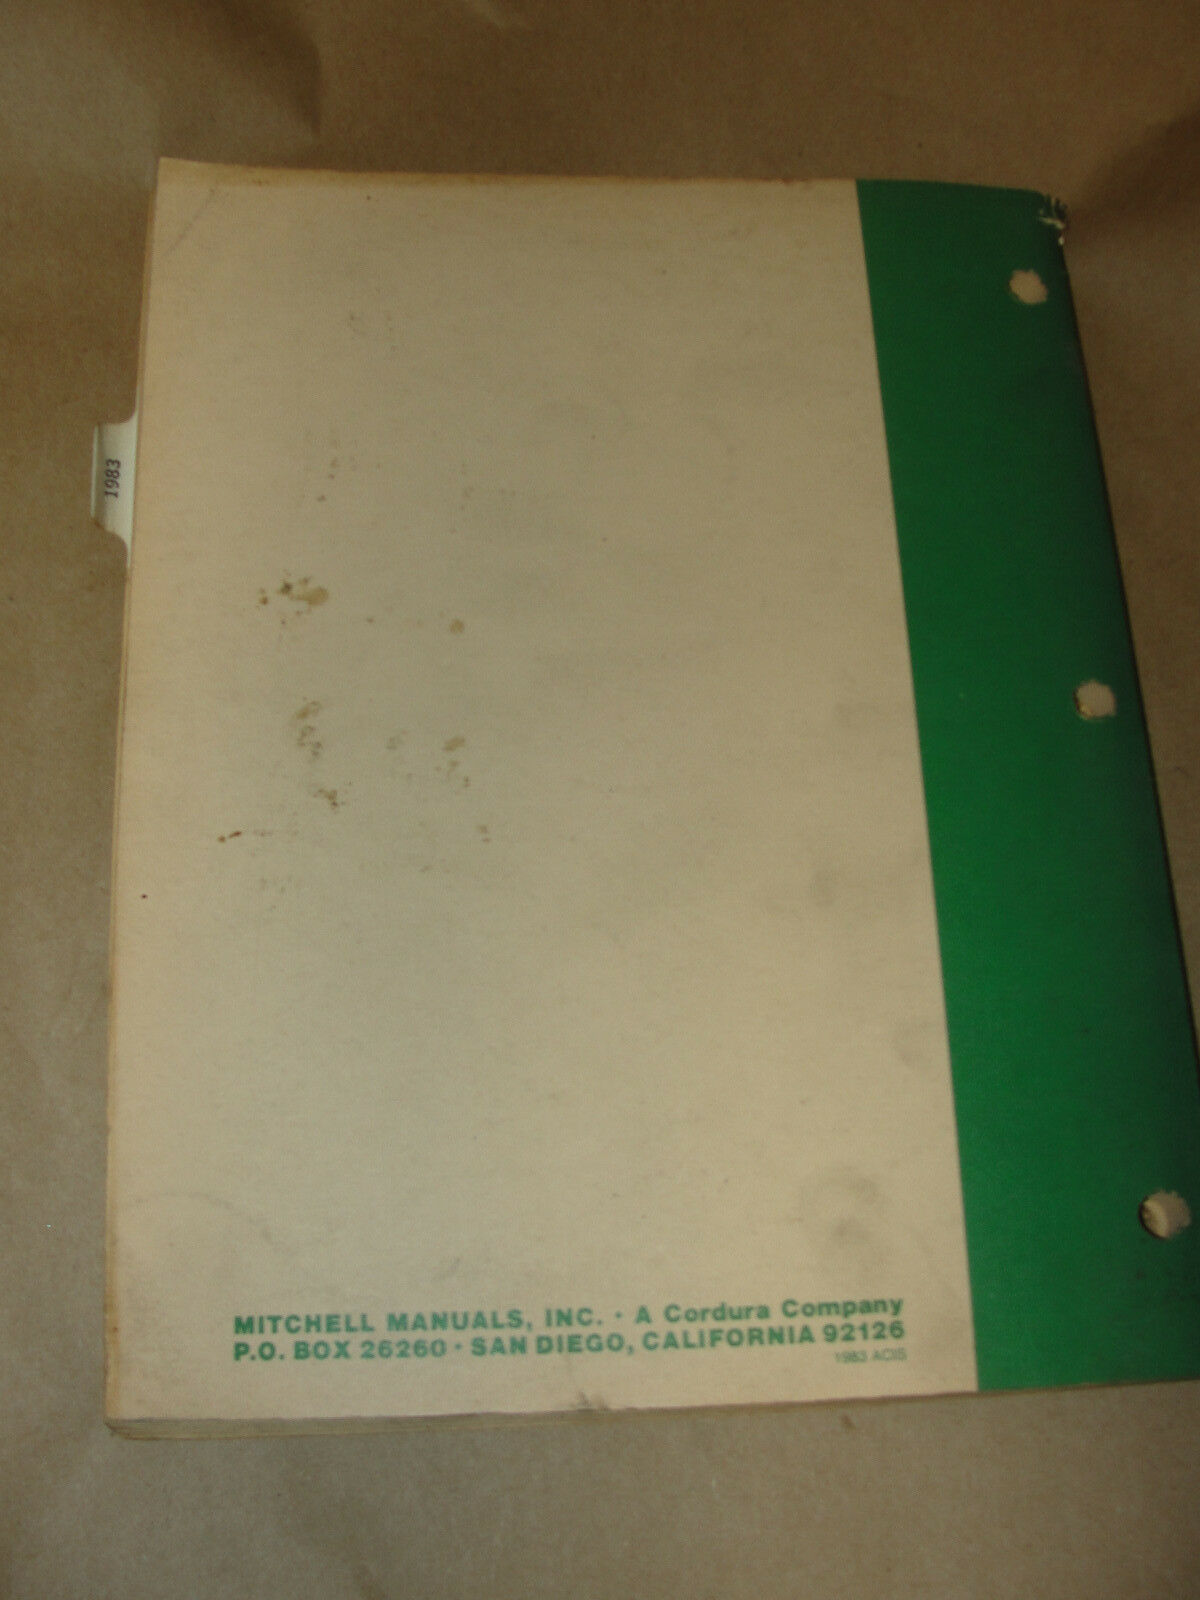 1983
MITCHELL MANUALS, INC. · A Cordura Company
P.O. BOX 26260 · SAN DIEGO, CALIFORNIA 92126
1983 ACIS